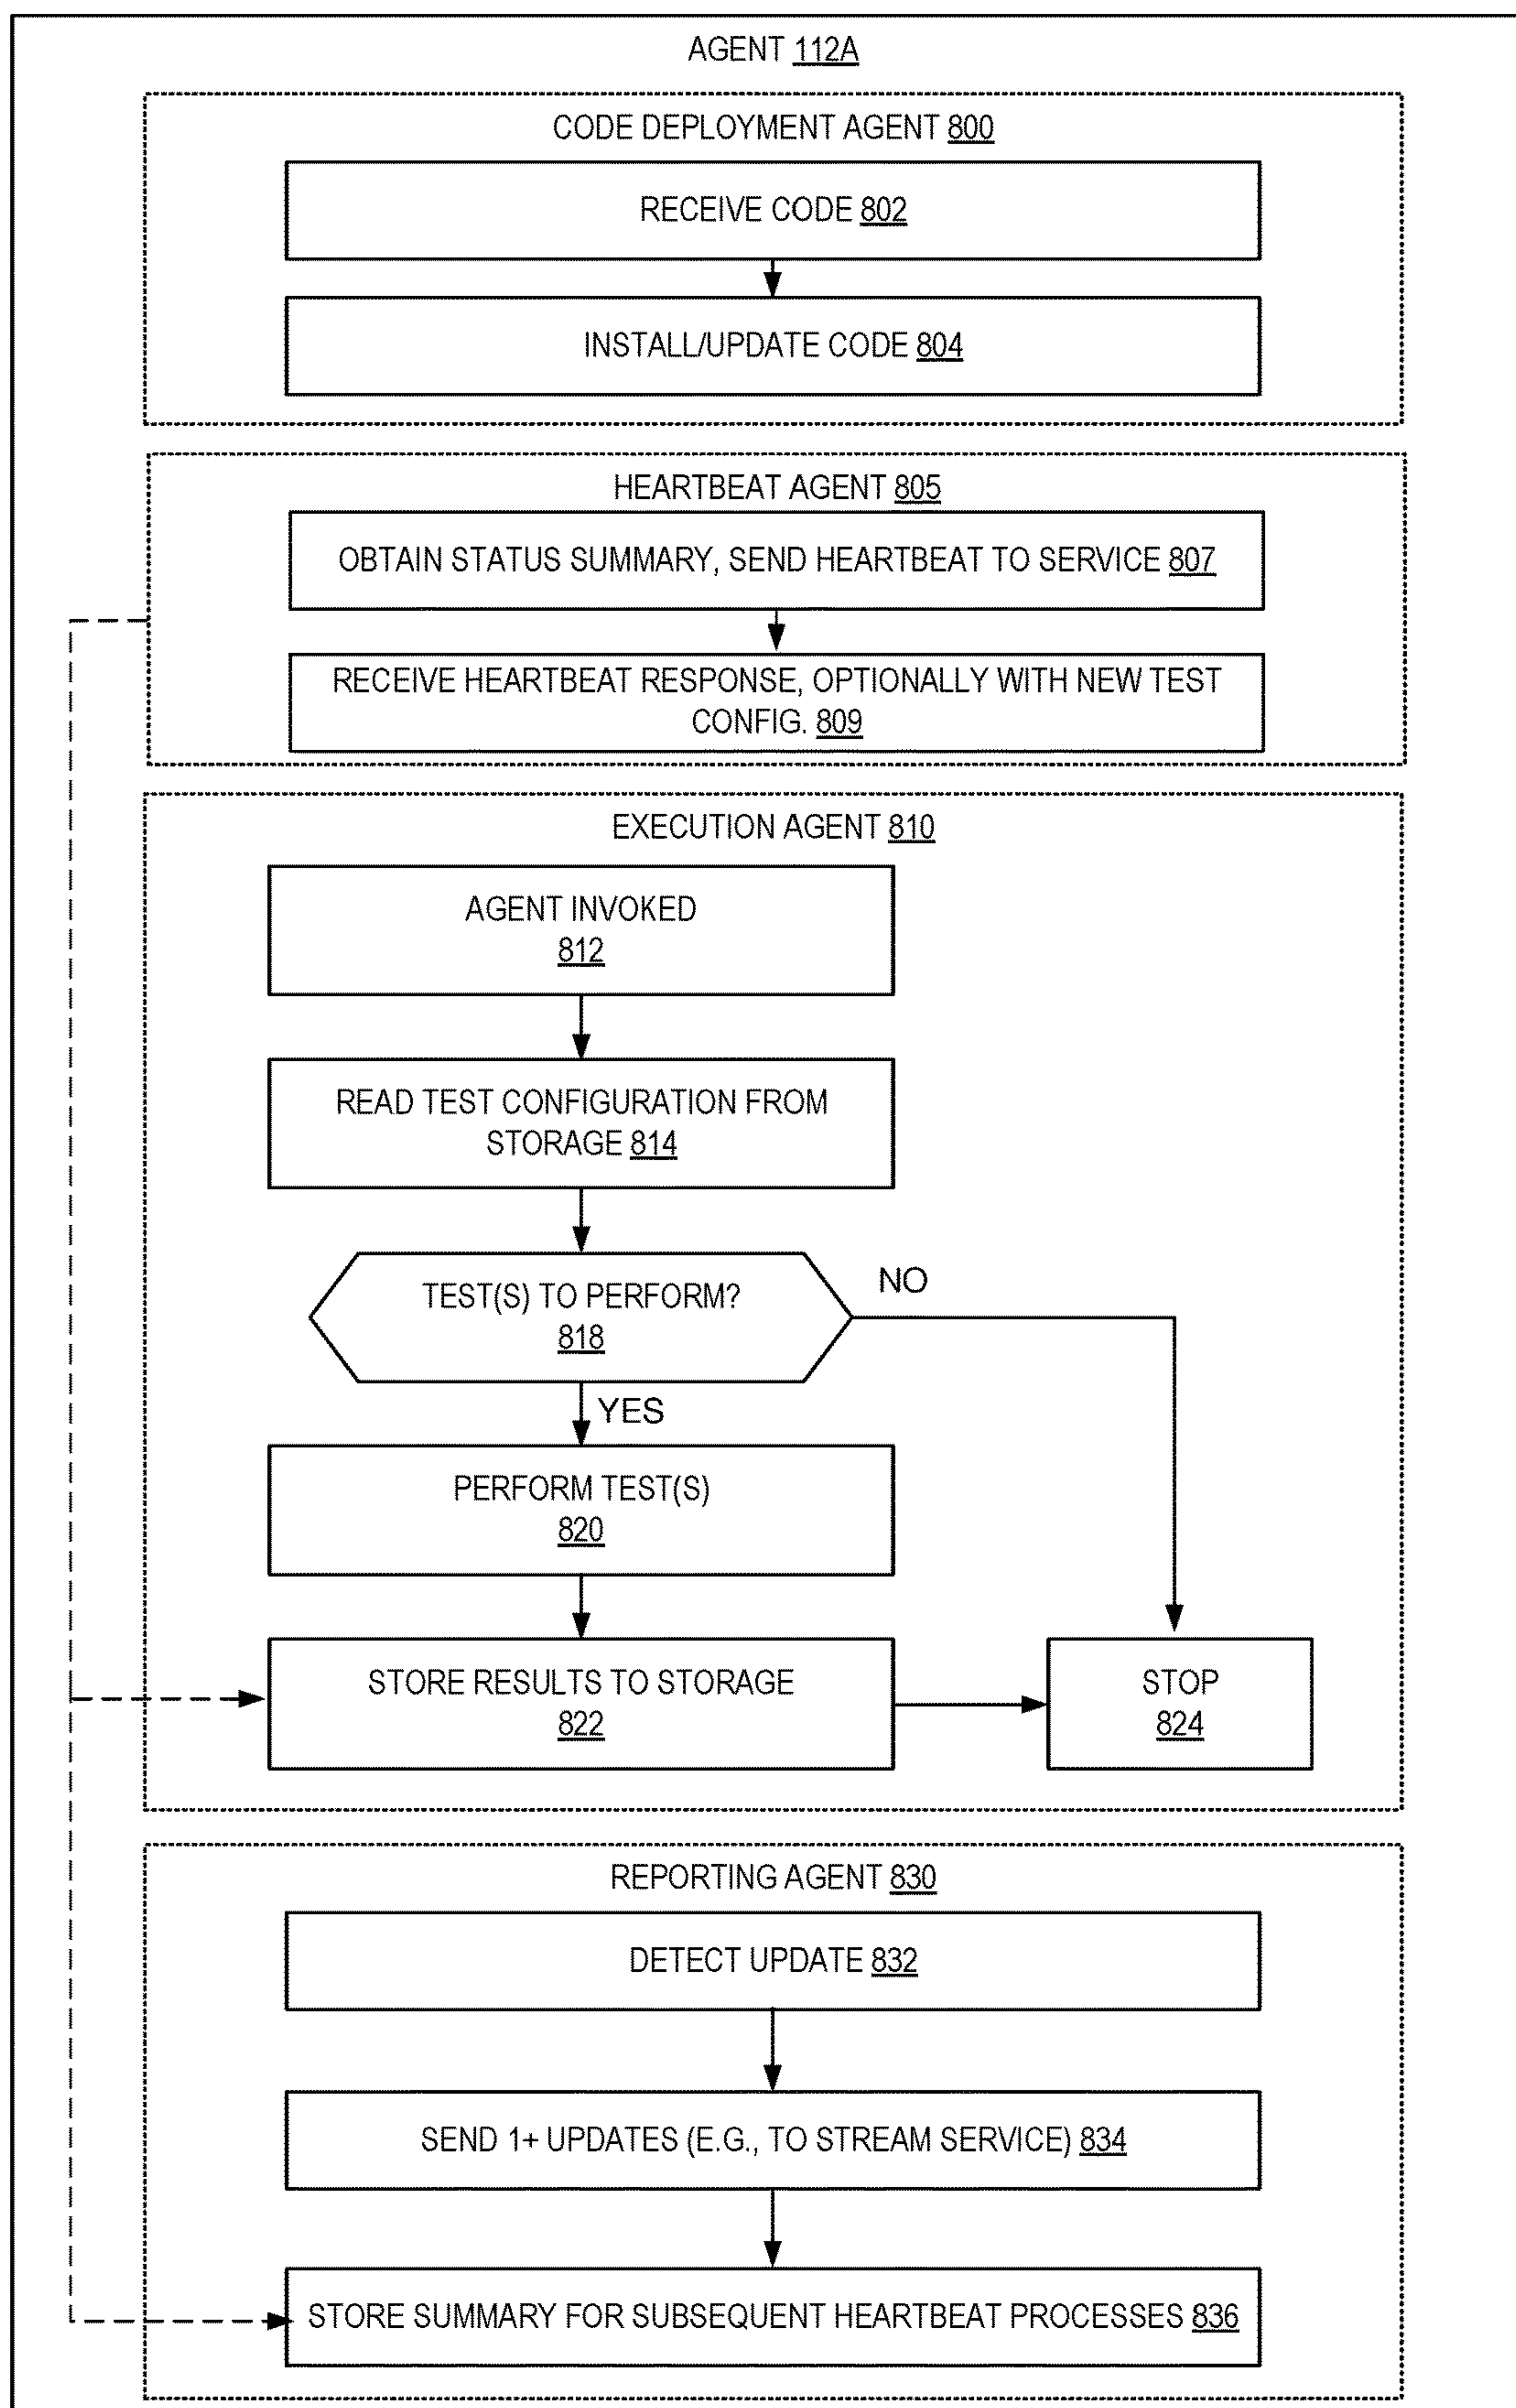 AGENT 112A
CODE DEPLOYMENT AGENT 800
RECEIVE CODE 802
INSTALL/UPDATE CODE 804
HEARTBEAT AGENT 805
OBTAIN STATUS SUMMARY, SEND HEARTBEAT TO SERVICE 807
RECEIVE HEARTBEAT RESPONSE, OPTIONALLY WITH NEW TEST
CONFIG. 809
EXECUTION AGENT 810
AGENT INVOKED
812
READ TEST CONFIGURATION FROM
STORAGE 814
TEST(S) TO PERFORM?
818
NO
YES
PERFORM TEST(S)
820
STORE RESULTS TO STORAGE
822
STOP
824
REPORTING AGENT 830
DETECT UPDATE 832
SEND 1+ UPDATES (E.G., TO STREAM SERVICE) 834
STORE SUMMARY FOR SUBSEQUENT HEARTBEAT PROCESSES 836